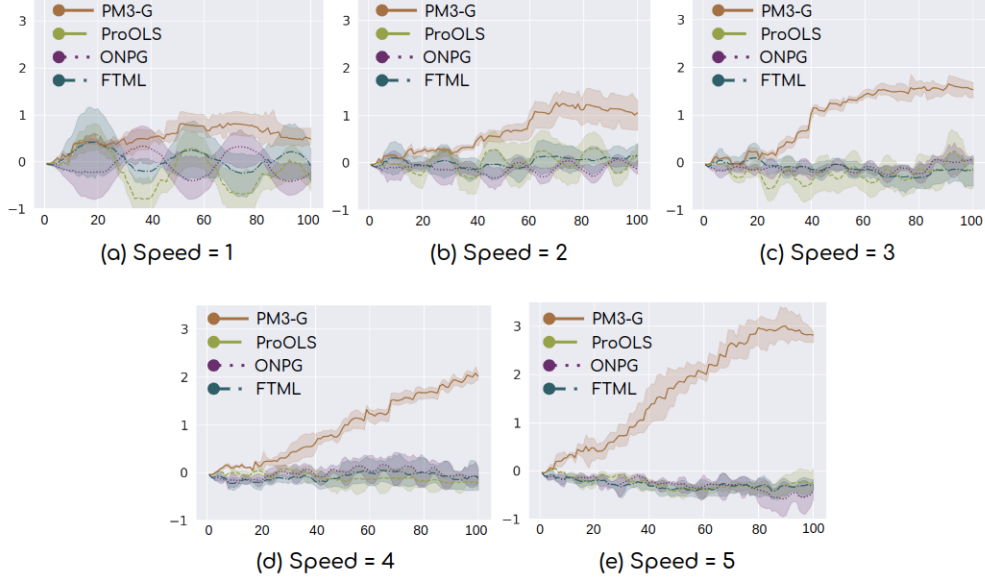 3
2
1
0
−1
PM3-G
ProOLS
ONPG
FTML
0 20 40 60 80 100
(a) Speed = 1
3
2
1
0
−1
PM3-G
ProOLS
ONPG
FTML
0 20 40 60 80 100
(b) Speed = 2
3
2
1
0
−1
PM3-G
ProOLS
ONPG
FTML
0 20 40 60 80 100
(c) Speed = 3
3
2
1
0
−1
PM3-G
ProOLS
ONPG
FTML
0 20 40 60 80 100
(d) Speed = 4
3
2
1
0
−1
PM3-G
ProOLS
ONPG
FTML
0 20 40 60 80 100
(e) Speed = 5